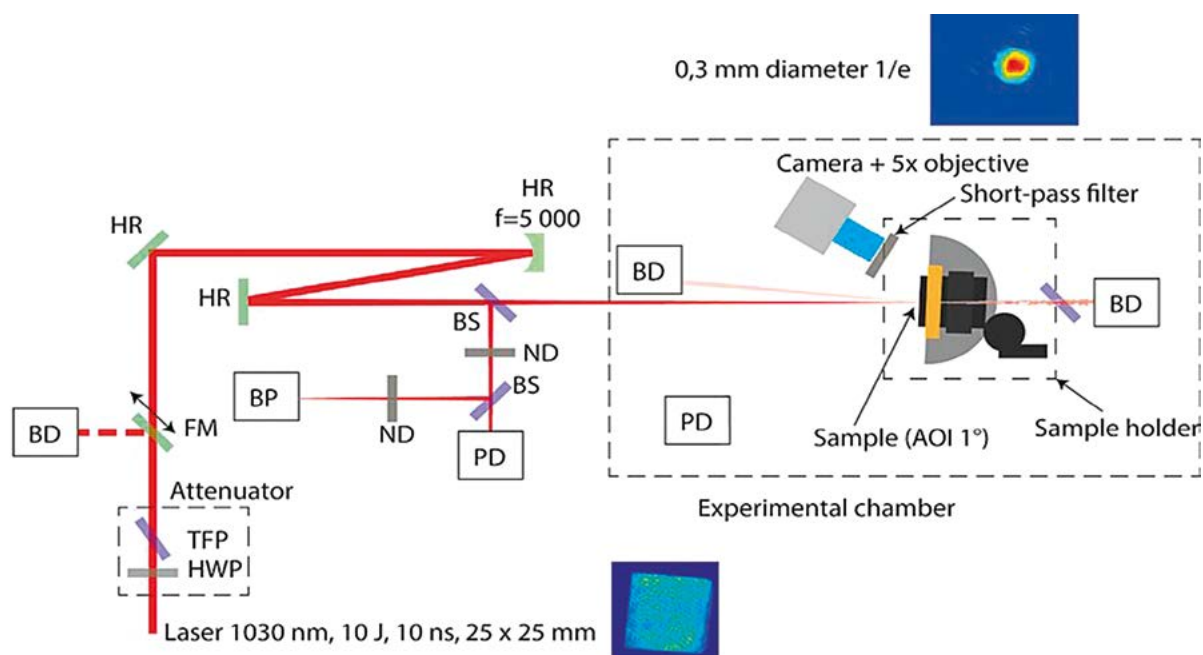 0,3 mm diameter 1/e
Camera + 5x objective
Short-pass filter
HR
f=5 000
HR
BD
HR
BS
BD
ND
BP
BS
ND
PD
PD
Sample (AOI 1°)
Sample holder
BD
FM
Attenuator
Experimental chamber
TFP
HWP
Laser 1030 nm, 10 J, 10 ns, 25 x 25 mm